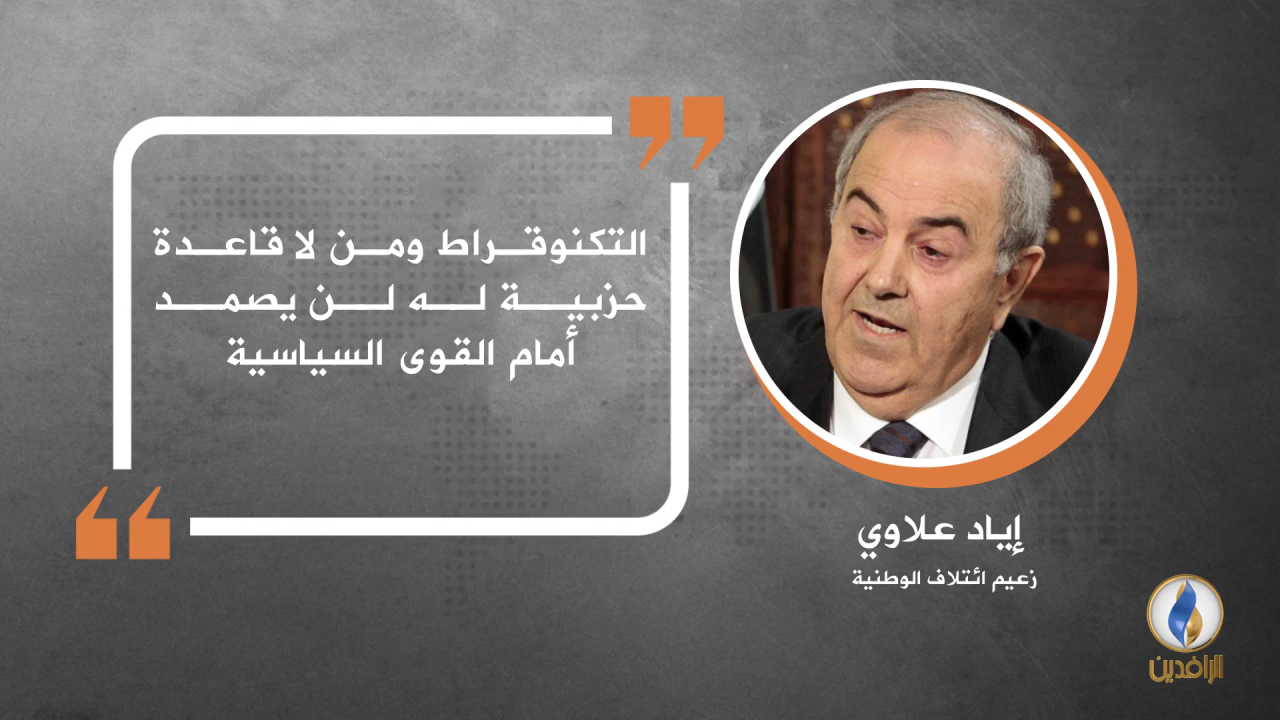 التكنوقراط ومن لا قاعدة
حزبية له لن يصمد
أمام القوى السياسية
إياد علاوي
زعيم ائتلاف الوطنية
الرافدين